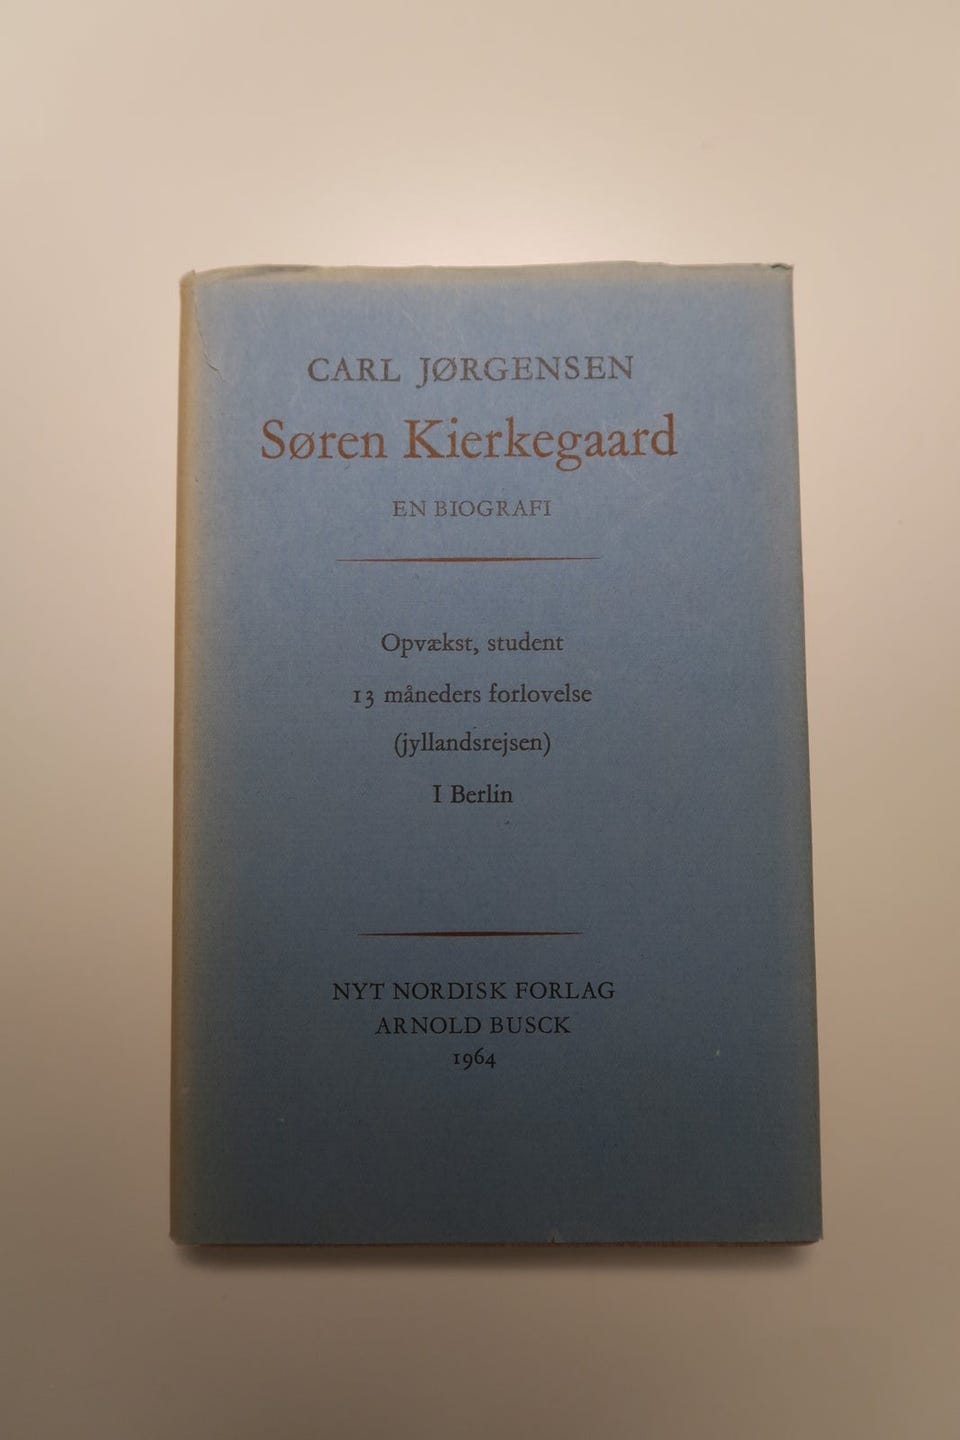 CARL JØRGENSEN
Søren Kierkegaard
EN BIOGRAFI
Opvækst, student
13 måneders forlovelse
(jyllandsrejsen)
I Berlin
NYT NORDISK FORLAG
ARNOLD BUSCK
1964